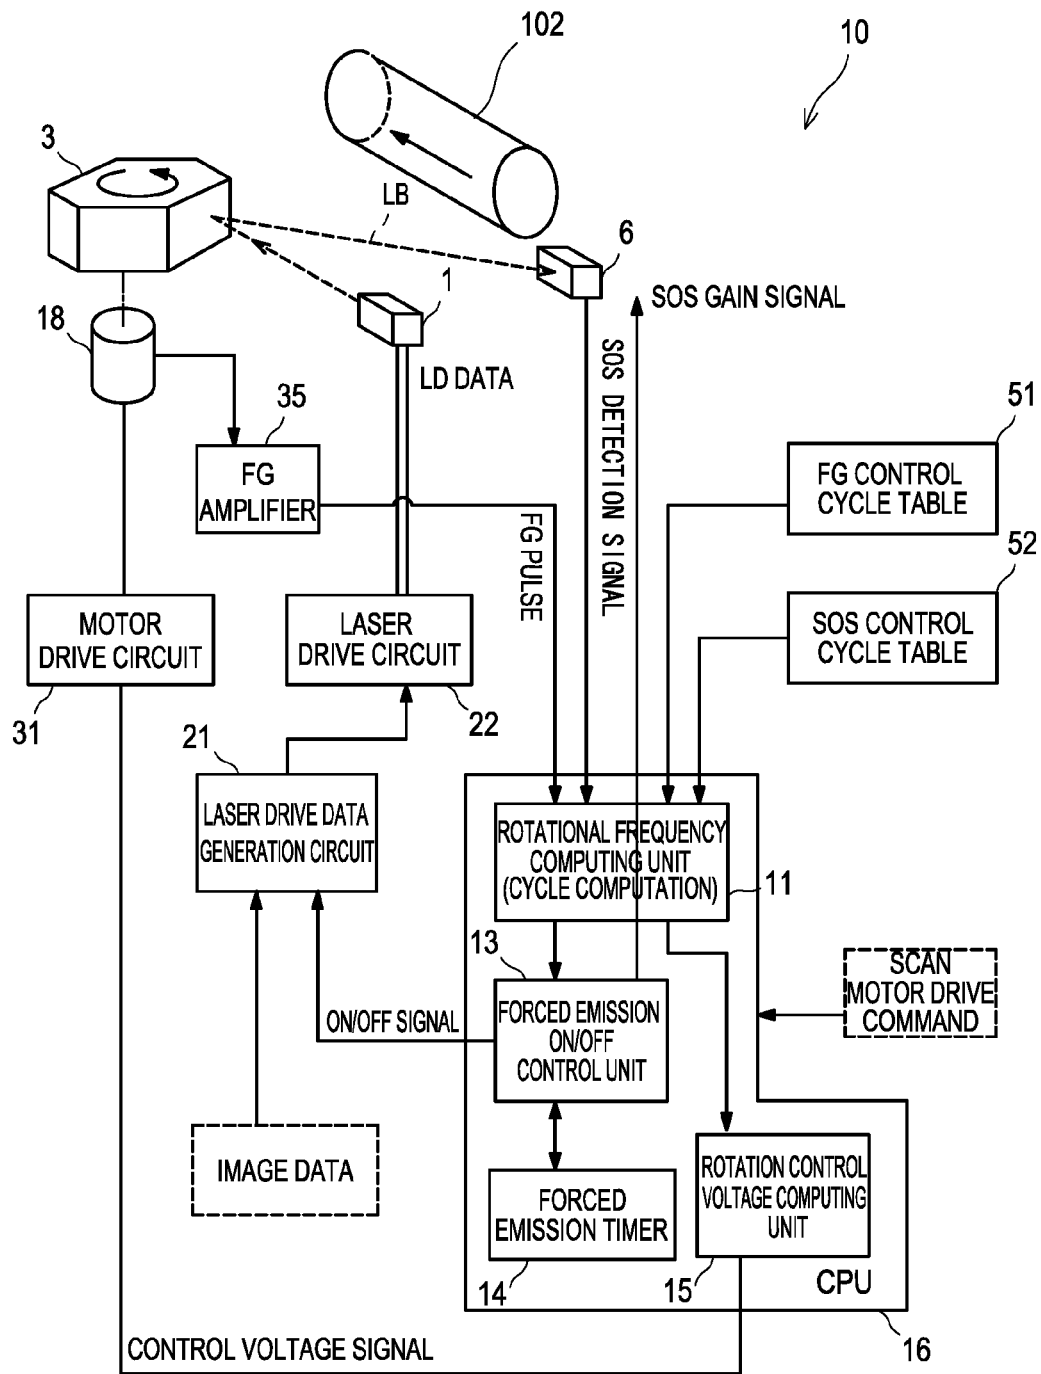 102
10
3
LB
6
1
SOS GAIN SIGNAL
18
LD DATA
SOS DETECTION SIGNAL
35
51
FG
AMPLIFIER
FG CONTROL
CYCLE TABLE
FG PULSE
52
MOTOR
DRIVE CIRCUIT
LASER
DRIVE CIRCUIT
SOS CONTROL
CYCLE TABLE
31
21
22
LASER DRIVE DATA
GENERATION CIRCUIT
ROTATIONAL FREQUENCY
COMPUTING UNIT
(CYCLE COMPUTATION)
11
13
SCAN
MOTOR DRIVE
COMMAND
ON/OFF SIGNAL
FORCED EMISSION
ON/OFF
CONTROL UNIT
IMAGE DATA
FORCED
EMISSION TIMER
ROTATION CONTROL
VOLTAGE COMPUTING
UNIT
14
15
CPU
16
CONTROL VOLTAGE SIGNAL